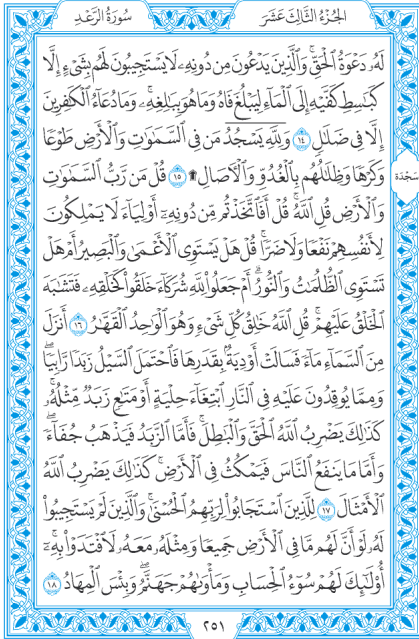 الجُزْءُ الثَّالِثَ عَشَرَ
سُورَةُ الرَّعْدِ
لَهُۥ دَعْوَةُ ٱلْحَقِّ ۖ وَٱلَّذِينَ يَدْعُونَ مِن دُونِهِۦ لَا يَسْتَجِيبُونَ لَهُم بِشَىْءٍ إِلَّا
كَبَـٰسِطِ كَفَّيْهِ إِلَى ٱلْمَآءِ لِيَبْلُغَ فَاهُ وَمَا هُوَ بِبَـٰلِغِهِۦ ۚ وَمَا دُعَآءُ ٱلْكَـٰفِرِينَ
إِلَّا فِى ضَلَـٰلٍ ١٤ وَلِلَّهِ يَسْجُدُ مَن فِى ٱلسَّمَـٰوَٰتِ وَٱلْأَرْضِ طَوْعًا
وَكَرْهًا وَظِلَـٰلُهُم بِٱلْغُدُوِّ وَٱلْـَٔاصَالِ ۩ ١٥ قُلْ مَن رَّبُّ ٱلسَّمَـٰوَٰتِ
سَجْدَة
وَٱلْأَرْضِ قُلِ ٱللَّهُ ۚ قُلْ أَفَٱتَّخَذْتُم مِّن دُونِهِۦٓ أَوْلِيَآءَ لَا يَمْلِكُونَ
لِأَنفُسِهِمْ نَفْعًا وَلَا ضَرًّا ۚ قُلْ هَلْ يَسْتَوِى ٱلْأَعْمَىٰ وَٱلْبَصِيرُ أَمْ هَلْ
تَسْتَوِى ٱلظُّلُمَـٰتُ وَٱلنُّورُ ۗ أَمْ جَعَلُوا۟ لِلَّهِ شُرَكَآءَ خَلَقُوا۟ كَخَلْقِهِۦ فَتَشَـٰبَهَ
ٱلْخَلْقُ عَلَيْهِمْ ۚ قُلِ ٱللَّهُ خَـٰلِقُ كُلِّ شَىْءٍ وَهُوَ ٱلْوَٰحِدُ ٱلْقَهَّـٰرُ ١٦ أَنزَلَ
مِنَ ٱلسَّمَآءِ مَآءً فَسَالَتْ أَوْدِيَةٌۢ بِقَدَرِهَا فَٱحْتَمَلَ ٱلسَّيْلُ زَبَدًا رَّابِيًا ۚ
وَمِمَّا يُوقِدُونَ عَلَيْهِ فِى ٱلنَّارِ ٱبْتِغَآءَ حِلْيَةٍ أَوْ مَتَـٰعٍ زَبَدٌ مِّثْلُهُۥ ۚ
كَذَٰلِكَ يَضْرِبُ ٱللَّهُ ٱلْحَقَّ وَٱلْبَـٰطِلَ ۚ فَأَمَّا ٱلزَّبَدُ فَيَذْهَبُ جُفَآءً ۖ
وَأَمَّا مَا يَنفَعُ ٱلنَّاسَ فَيَمْكُثُ فِى ٱلْأَرْضِ ۚ كَذَٰلِكَ يَضْرِبُ ٱللَّهُ
ٱلْأَمْثَالَ ١٧ لِلَّذِينَ ٱسْتَجَابُوا۟ لِرَبِّهِمُ ٱلْحُسْنَىٰ ۚ وَٱلَّذِينَ لَمْ يَسْتَجِيبُوا۟
لَهُۥ لَوْ أَنَّ لَهُم مَّا فِى ٱلْأَرْضِ جَمِيعًا وَمِثْلَهُۥ مَعَهُۥ لَٱفْتَدَوْا۟ بِهِۦٓ ۚ
أُو۟لَـٰٓئِكَ لَهُمْ سُوٓءُ ٱلْحِسَابِ وَمَأْوَىٰهُمْ جَهَنَّمُ ۖ وَبِئْسَ ٱلْمِهَادُ ١٨
٢٥١